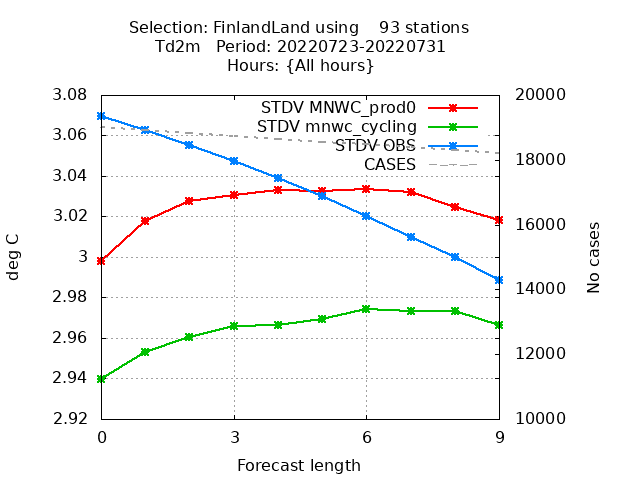 Selection: FinlandLand using    93 stations
Td2m   Period: 20220723-20220731
Hours: {All hours}
3.08
3.06
3.04
3.02
3
2.98
2.96
2.94
2.92
20000
18000
16000
14000
12000
10000
STDV MNWC_prod0
STDV mnwc_cycling
STDV OBS
CASES
deg C
No cases
0 3 6 9
Forecast length